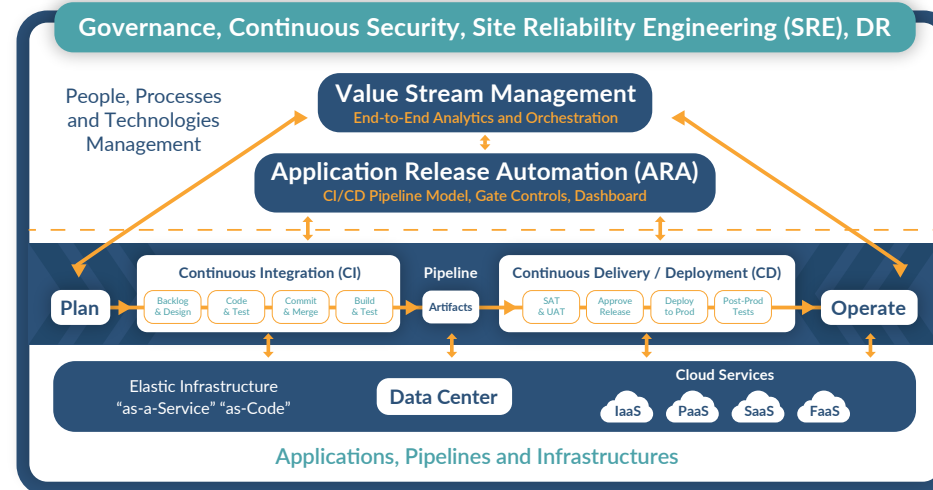 Governance, Continuous Security, Site Reliability Engineering (SRE), DR
People, Processes
and Technologies
Management
Value Stream Management
End-to-End Analytics and Orchestration
Application Release Automation (ARA)
CI/CD Pipeline Model, Gate Controls, Dashboard
Plan
Continuous Integration (CI)
Backlog
& Design
Code
& Test
Commit
& Merge
Build
& Test
Pipeline
Artifacts
Continuous Delivery / Deployment (CD)
SAT
& UAT
Approve
Release
Deploy
to Prod
Post-Prod
Tests
Operate
Elastic Infrastructure
“as-a-Service” “as-Code”
Data Center
Cloud Services
IaaS
PaaS
SaaS
FaaS
Applications, Pipelines and Infrastructures